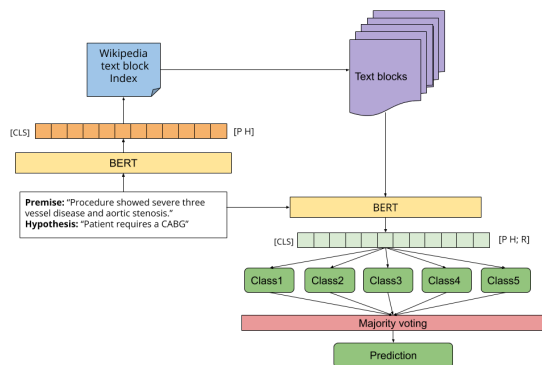 Wikipedia
text block
Index
Text blocks
[CLS]
[P H]
BERT
Premise: “Procedure showed severe three
vessel disease and aortic stenosis.”
Hypothesis: “Patient requires a CABG”
BERT
[CLS]
[P H; R]
Class1
Class2
Class3
Class4
Class5
Majority voting
Prediction